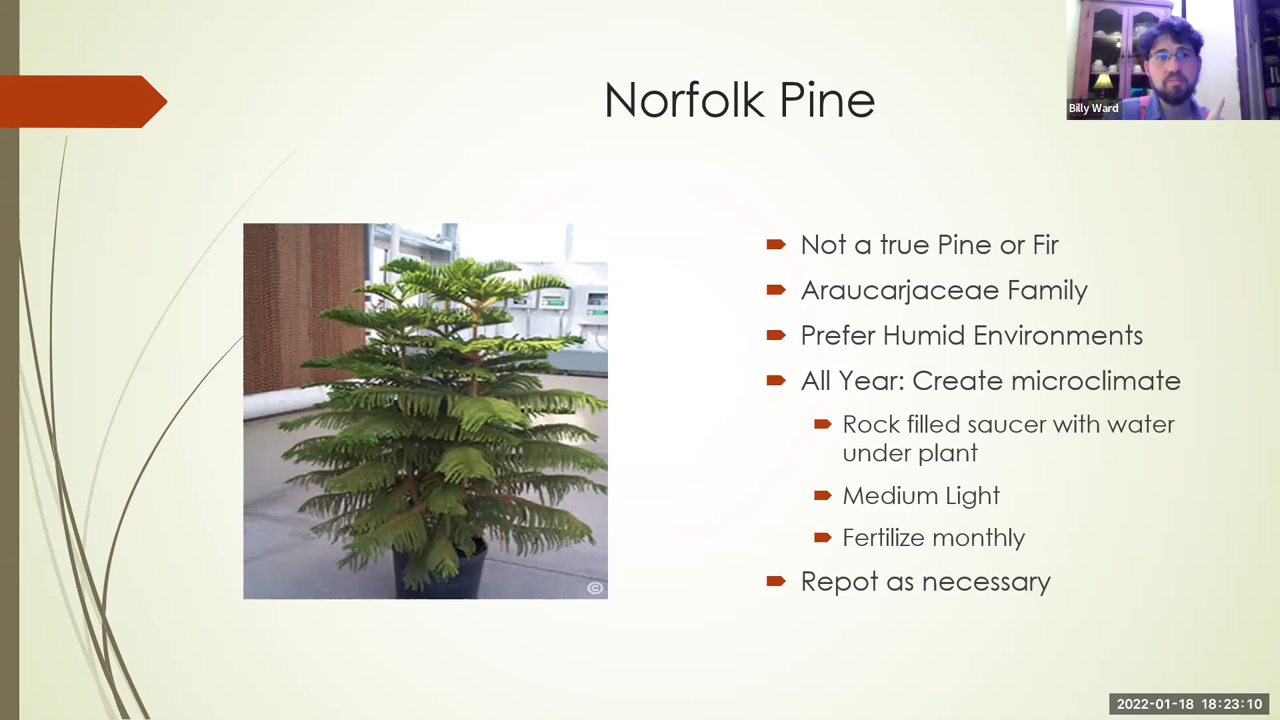 Norfolk Pine
Billy Ward
Not a true Pine or Fir
Araucarjaceae Family
Prefer Humid Environments
All Year: Create microclimate
Rock filled saucer with water
under plant
Medium Light
Fertilize monthly
Repot as necessary
©
2022-01-18 18:23:10